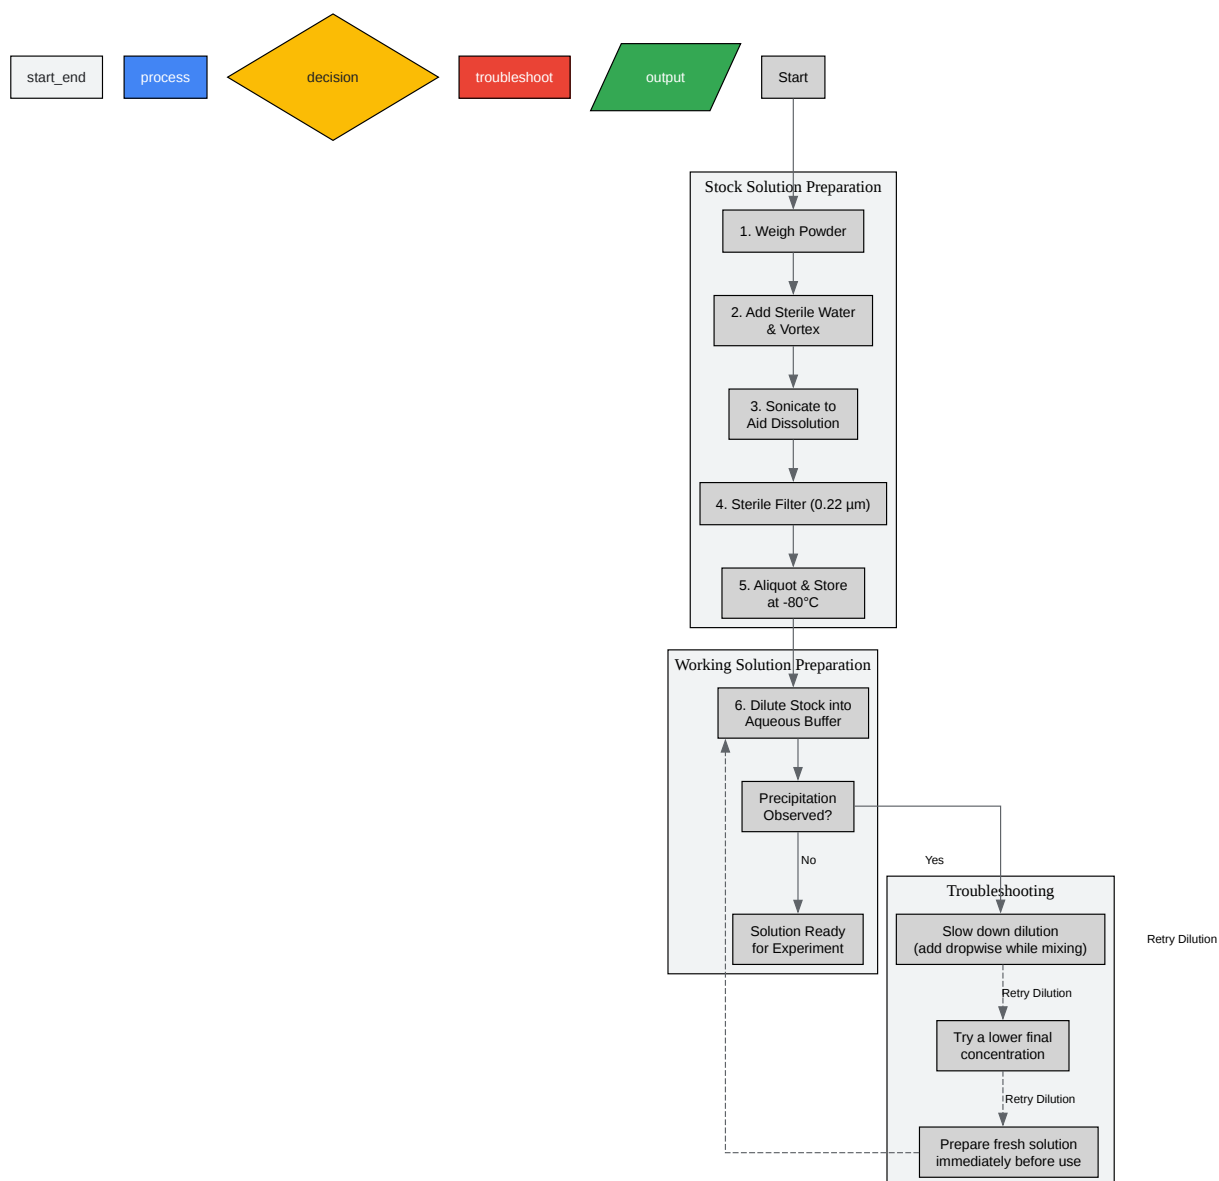 start_end
process
decision
troubleshoot
output
Start
Stock Solution Preparation
1. Weigh Powder
2. Add Sterile Water
& Vortex
3. Sonicate to
Aid Dissolution
4. Sterile Filter (0.22 µm)
5. Aliquot & Store
at -80°C
Working Solution Preparation
6. Dilute Stock into
Aqueous Buffer
Precipitation
Observed?
No
Yes
Solution Ready
for Experiment
Troubleshooting
Slow down dilution
(add dropwise while mixing)
Retry Dilution
Retry Dilution
Try a lower final
concentration
Retry Dilution
Prepare fresh solution
immediately before use